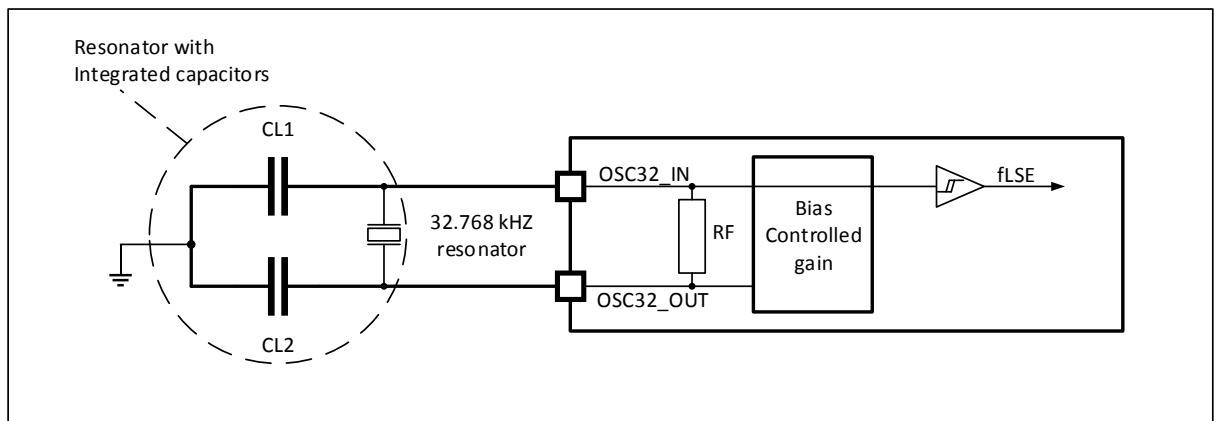 Resonator with
Integrated capacitors
CL1
OSC32_IN
fLSE
32.768 kHZ
resonator
RF
Bias
Controlled
gain
OSC32_OUT
CL2